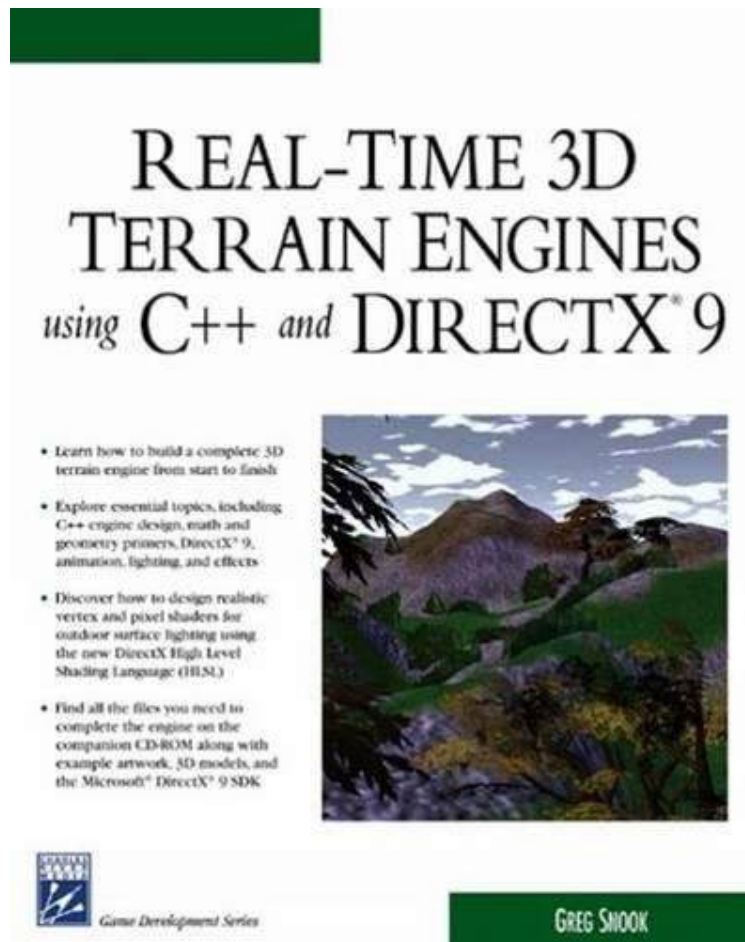 REAL-TIME 3D
TERRAIN ENGINES
using C++ and DIRECTX® 9
• Learn how to build a complete 3D
terrain engine from start to finish
• Explore essential topics, including
C++ engine design, math and
geometry primers, DirectX® 9,
animation, lighting, and effects
• Discover how to design realistic
vertex and pixel shaders for
outdoor surface lighting using
the new DirectX High Level
Shading Language (HLSL)
• Find all the files you need to
complete the engine on the
companion CD-ROM along with
example artwork, 3D models, and
the Microsoft® DirectX® 9 SDK
CHARLES
RIVER
MEDIA
Game Development Series
GREG SNOOK